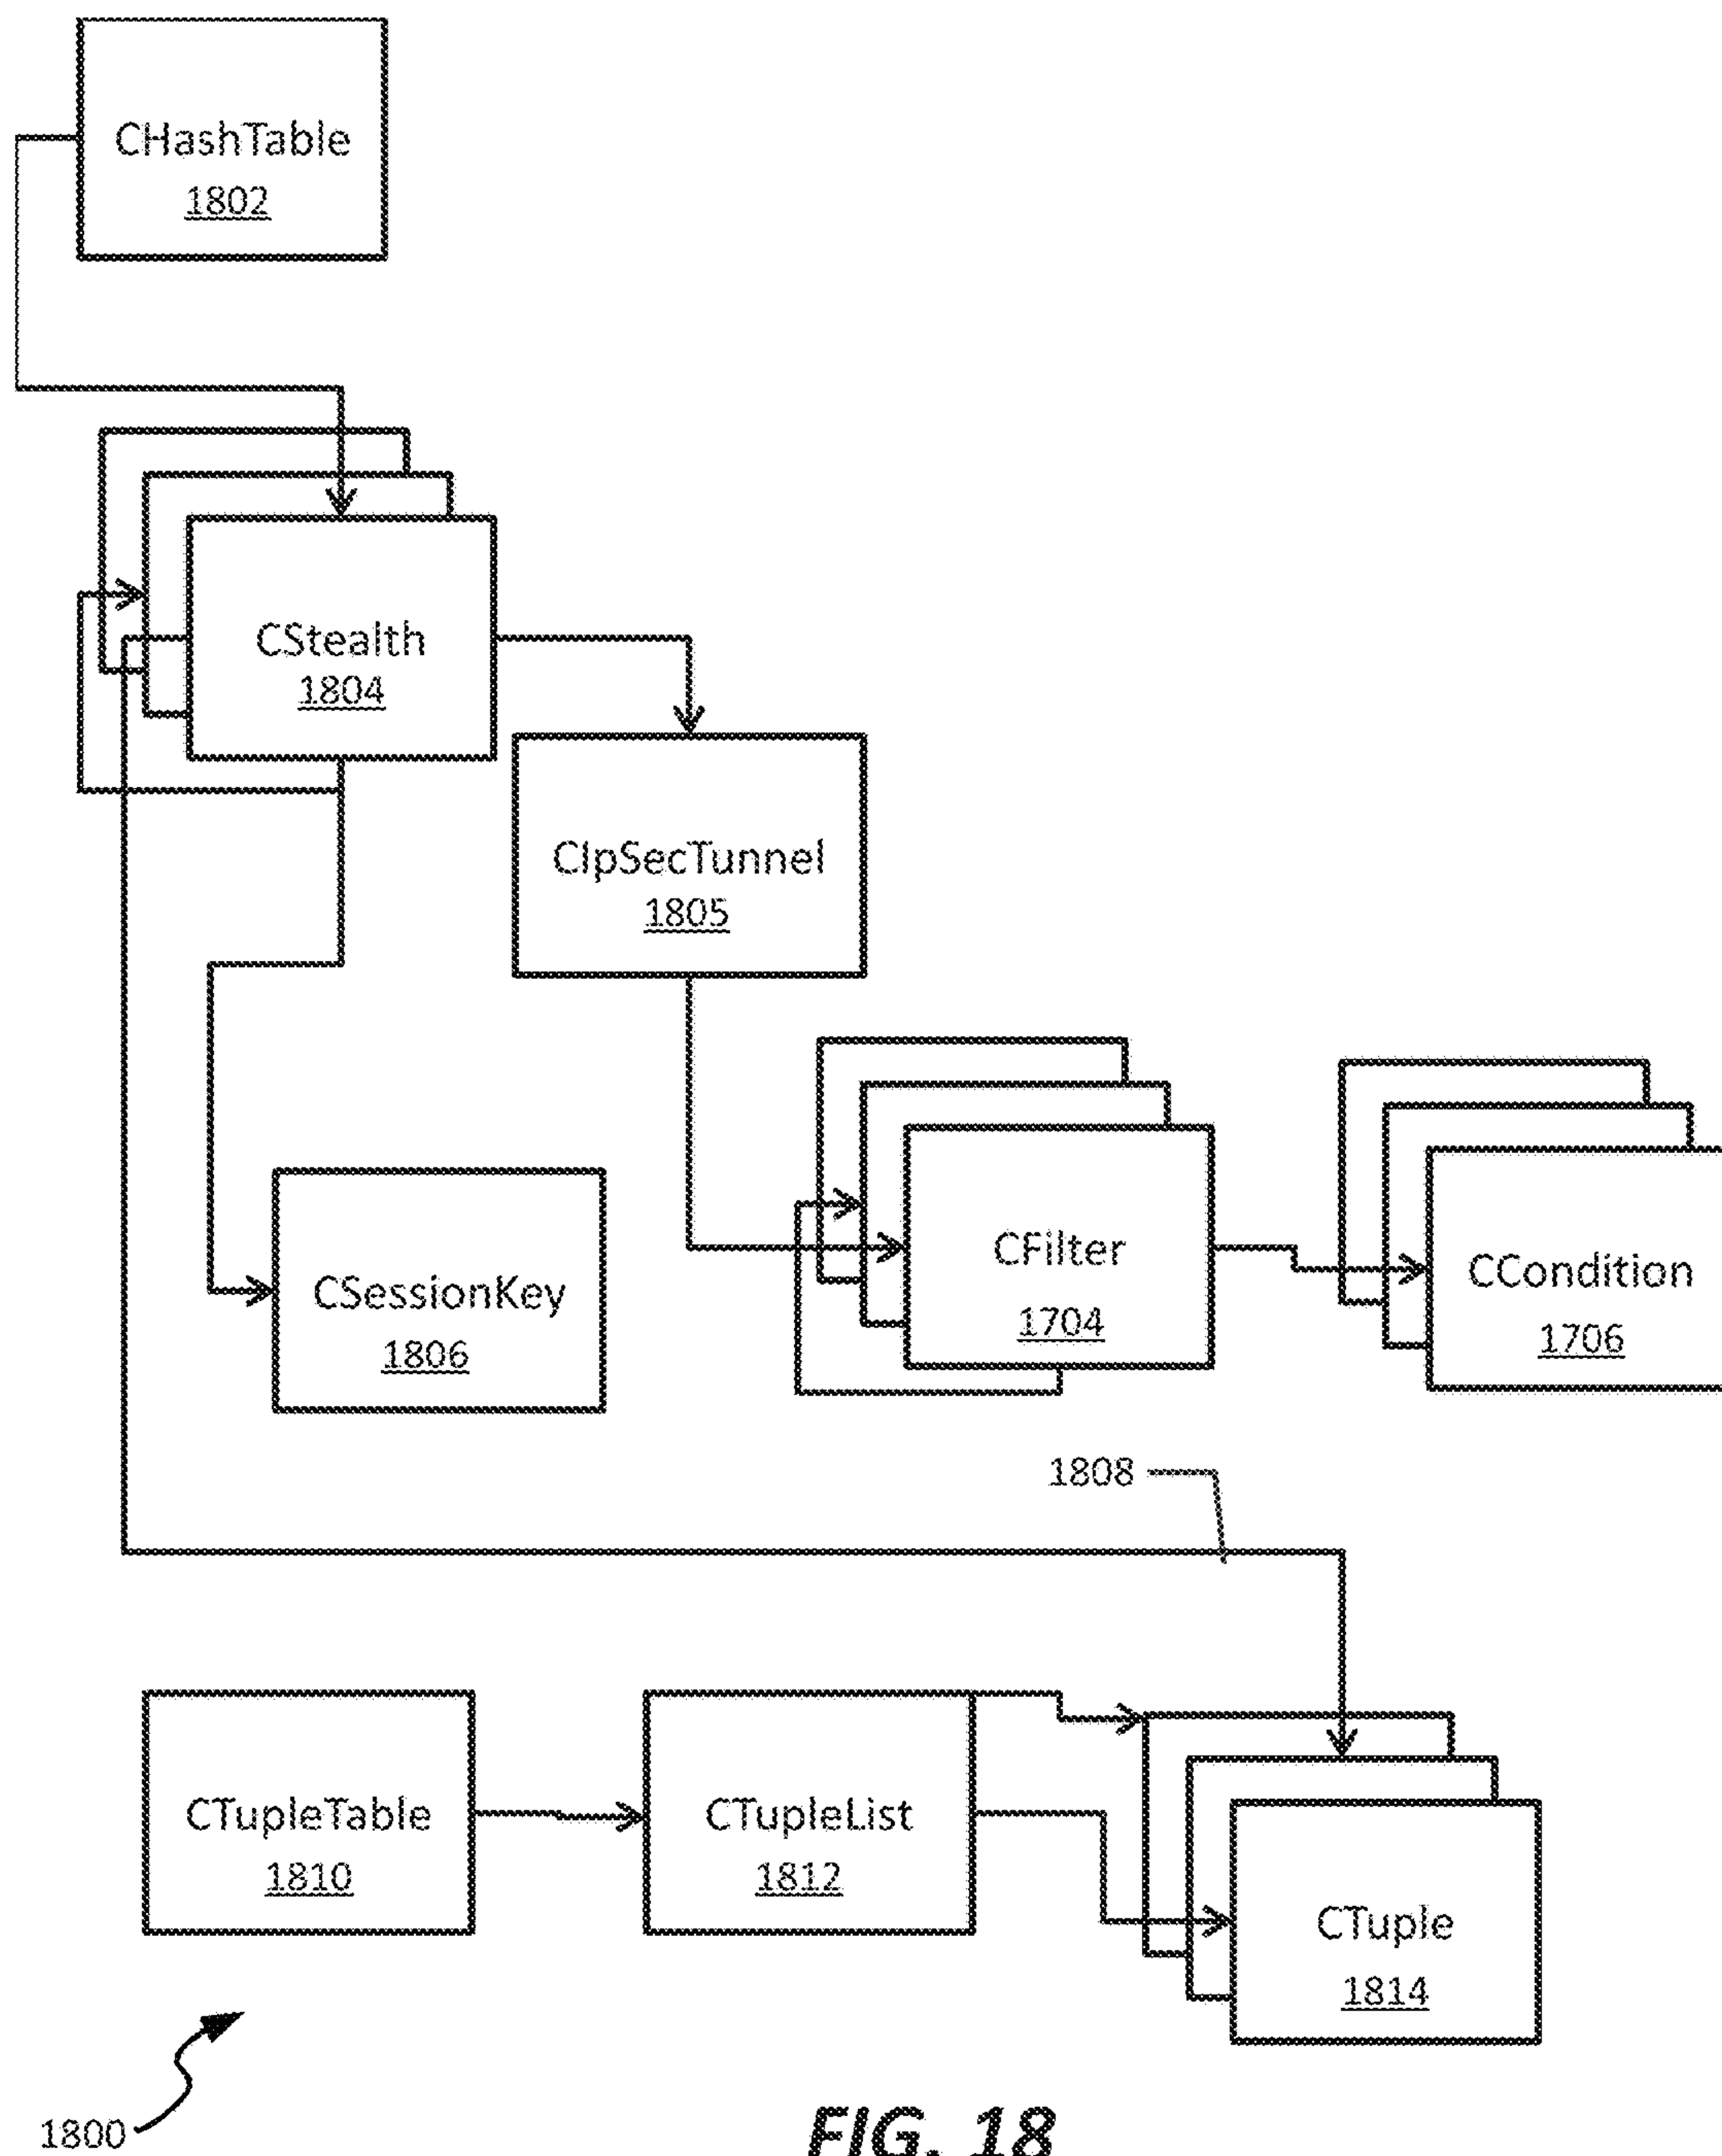 CHashTable
1802
CStealth
1804
CIpSecTunnel
1805
CFilter
1704
CCondition
1706
CSessionKey
1806
1808
CTupleTable
1810
CTupleList
1812
CTuple
1814
1800
FIG. 18